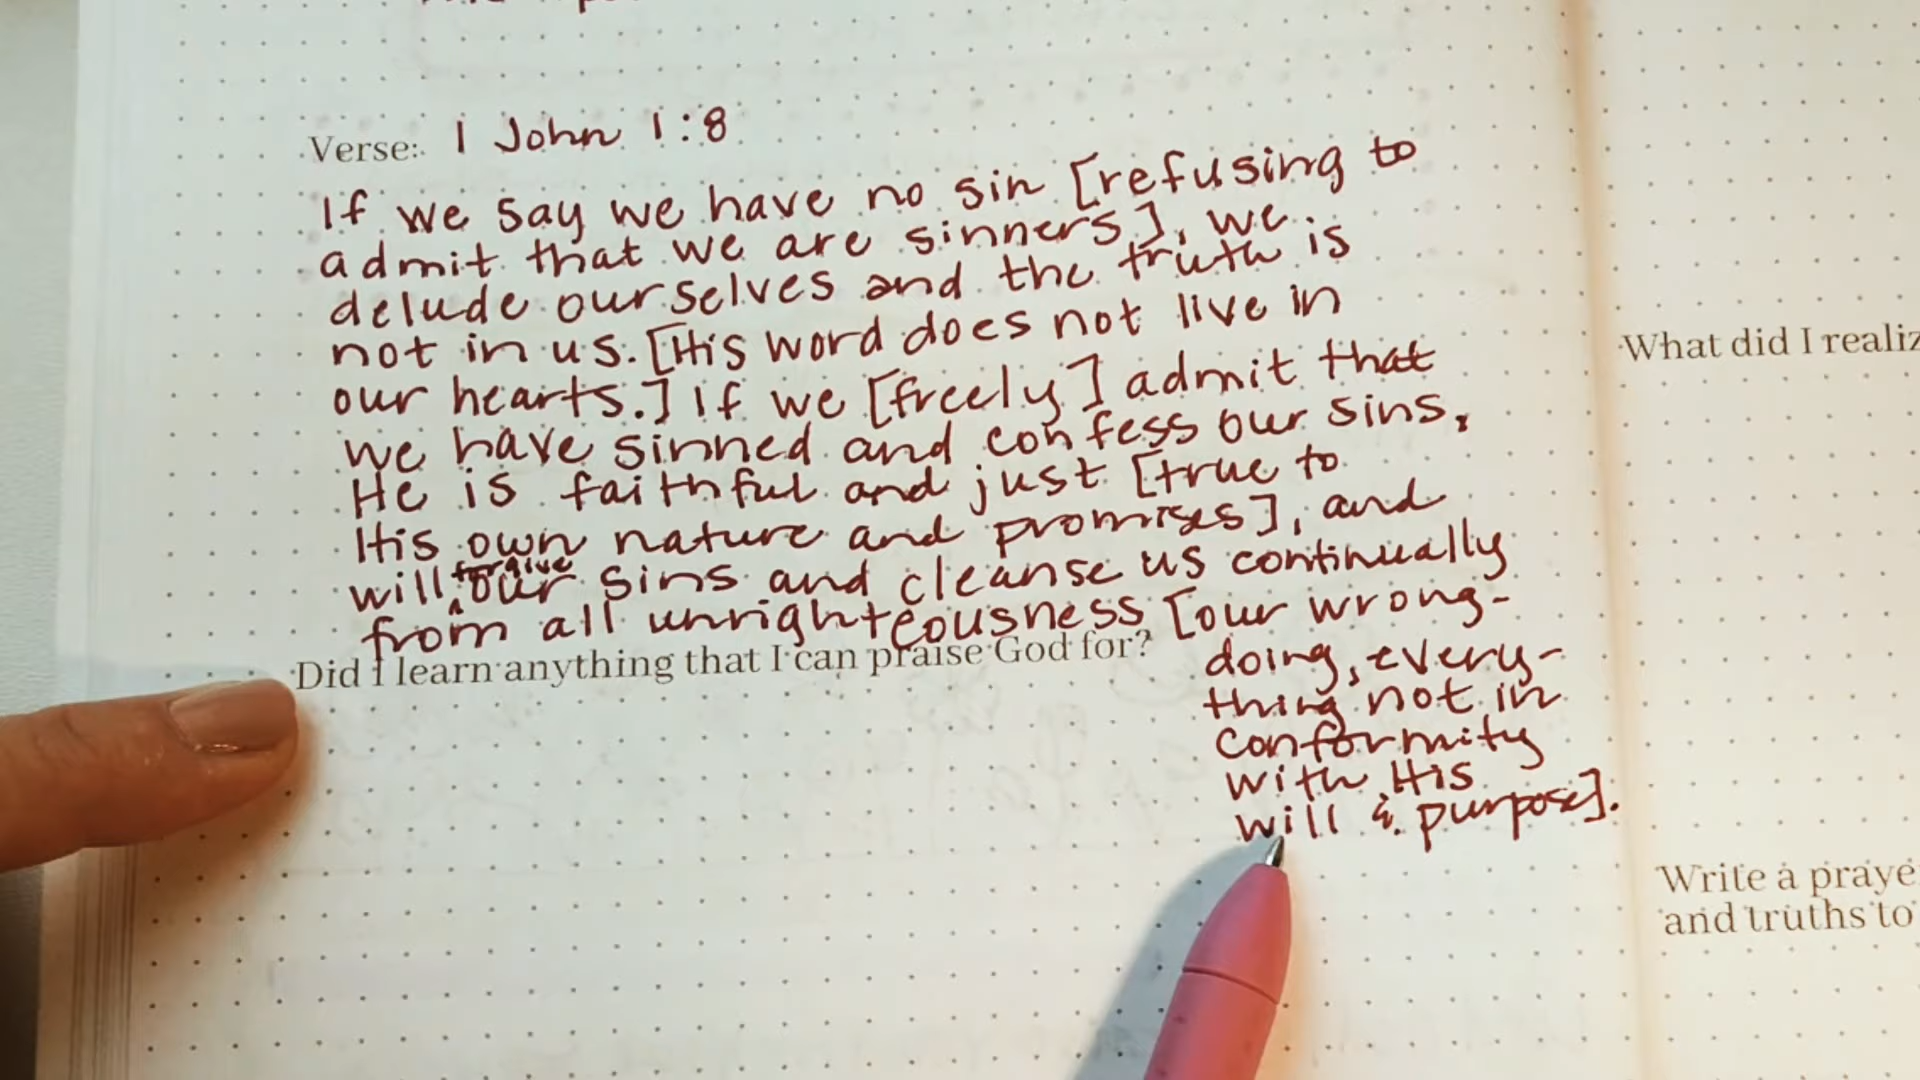 Verse: 1 John 1:8
If we say we have no sin [refusing to
admit that we are sinners], we
delude ourselves and the truth is
not in us. [His word does not live in
our hearts.] If we [freely] admit that
we have sinned and confess our sins,
He is faithful and just [true to
His own nature and promises], and
will forgive our sins and cleanse us continually
from all unrighteousness [our wrong-
Did I learn anything that I can praise God for?
doing, every-
thing not in
conformity
with His
will & purpose].
What did I realiz
Write a praye
and truths to